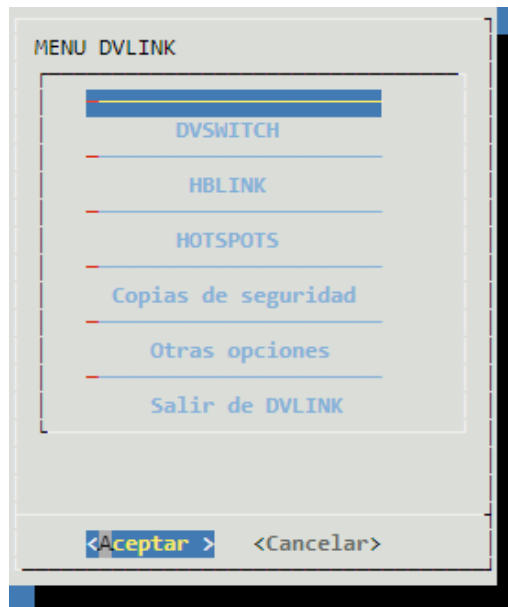 MENU DVLINK
DVSWITCH
HBLINK
HOTSPOTS
Copias de seguridad
Otras opciones
Salir de DVLINK
<Aceptar > <Cancelar>